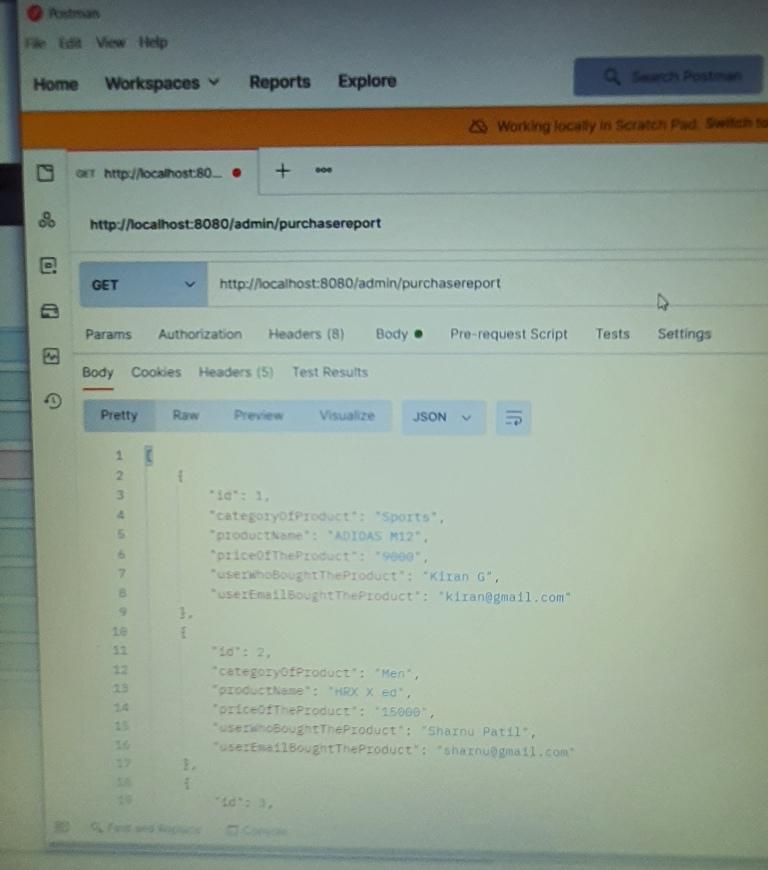 Postman
File Edit View Help
Home Workspaces Reports Explore
Search Postman
Working locally in Scratch Pad. Switch to
GET http://localhost:80...
+ ...
http://localhost:8080/admin/purchasereport
GET http://localhost:8080/admin/purchasereport
Params Authorization Headers (8) Body Pre-request Script Tests Settings
Body Cookies Headers (5) Test Results
Pretty Raw Preview Visualize JSON
1 [
2 {
3 "id": 1,
4 "categoryOfProduct": "Sports",
5 "productName": "ADIDAS M12",
6 "priceOfTheProduct": "9000",
7 "userWhoBoughtTheProduct": "Kiran G",
8 "userEmailBoughtTheProduct": "kiran@gmail.com"
9 },
10 {
11 "id": 2,
12 "categoryOfProduct": "Men",
13 "productName": "HRX X ed",
14 "priceOfTheProduct": "15000",
15 "userWhoBoughtTheProduct": "Sharnu Patil",
16 "userEmailBoughtTheProduct": "sharnu@gmail.com"
17 },
18 {
19 "id": 3,
Find and Replace Console